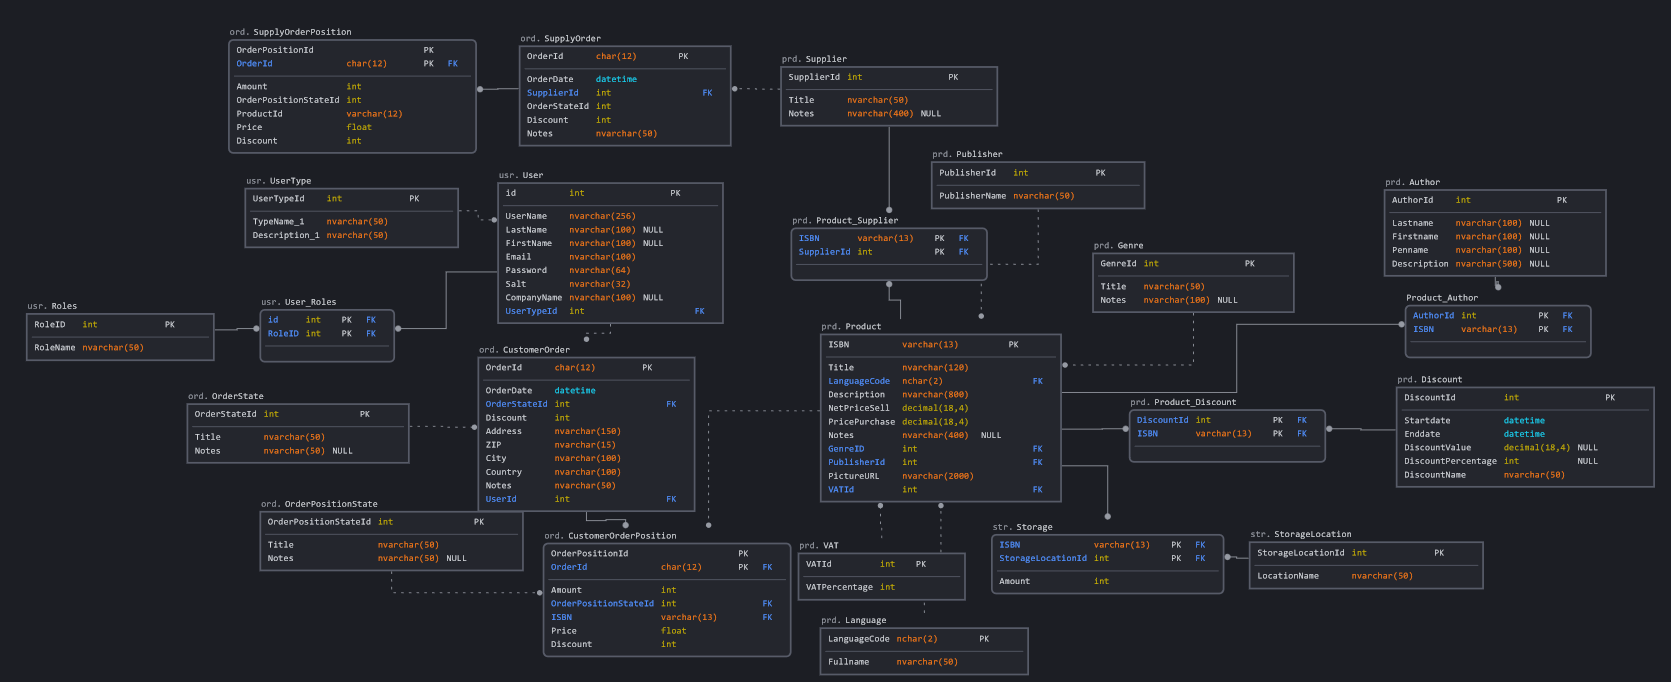 ord. SupplyOrderPosition
OrderPositionId PK
OrderId char(12) PK FK
Amount int
OrderPositionStateId int
ProductId varchar(12)
Price float
Discount int
ord. SupplyOrder
OrderId char(12) PK
OrderDate datetime
SupplierId int FK
OrderStateId int
Discount int
Notes nvarchar(50)
prd. Supplier
SupplierId int PK
Title nvarchar(50)
Notes nvarchar(400) NULL
prd. Publisher
PublisherId int PK
PublisherName nvarchar(50)
usr. UserType
UserTypeId int PK
TypeName_1 nvarchar(50)
Description_1 nvarchar(50)
usr. User
id int PK
UserName nvarchar(256)
LastName nvarchar(100) NULL
FirstName nvarchar(100) NULL
Email nvarchar(100)
Password nvarchar(64)
Salt nvarchar(32)
CompanyName nvarchar(100) NULL
UserTypeId int FK
prd. Product_Supplier
ISBN varchar(13) PK FK
SupplierId int PK FK
prd. Genre
GenreId int PK
Title nvarchar(50)
Notes nvarchar(100) NULL
prd. Author
AuthorId int PK
Lastname nvarchar(100) NULL
Firstname nvarchar(100) NULL
Penname nvarchar(100) NULL
Description nvarchar(500) NULL
usr. Roles
RoleID int PK
RoleName nvarchar(50)
usr. User_Roles
id int PK FK
RoleID int PK FK
Product_Author
AuthorId int PK FK
ISBN varchar(13) PK FK
ord. CustomerOrder
OrderId char(12) PK
OrderDate datetime
OrderStateId int FK
Discount int
Address nvarchar(150)
ZIP nvarchar(15)
City nvarchar(100)
Country nvarchar(100)
Notes nvarchar(50)
UserId int FK
prd. Product
ISBN varchar(13) PK
Title nvarchar(120)
LanguageCode nchar(2) FK
Description nvarchar(800)
NetPriceSell decimal(18,4)
PricePurchase decimal(18,4)
Notes nvarchar(400) NULL
GenreID int FK
PublisherId int FK
PictureURL nvarchar(2000)
VATId int FK
ord. OrderState
OrderStateId int PK
Title nvarchar(50)
Notes nvarchar(50) NULL
prd. Product_Discount
DiscountId int PK FK
ISBN varchar(13) PK FK
prd. Discount
DiscountId int PK
Startdate datetime
Enddate datetime
DiscountValue decimal(18,4) NULL
DiscountPercentage int NULL
DiscountName nvarchar(50)
ord. OrderPositionState
OrderPositionStateId int PK
Title nvarchar(50)
Notes nvarchar(50) NULL
ord. CustomerOrderPosition
OrderPositionId PK
OrderId char(12) PK FK
Amount int
OrderPositionStateId int FK
ISBN varchar(13) FK
Price float
Discount int
prd. VAT
VATId int PK
VATPercentage int
str. Storage
ISBN varchar(13) PK FK
StorageLocationId int PK FK
Amount int
str. StorageLocation
StorageLocationId int PK
LocationName nvarchar(50)
prd. Language
LanguageCode nchar(2) PK
Fullname nvarchar(50)